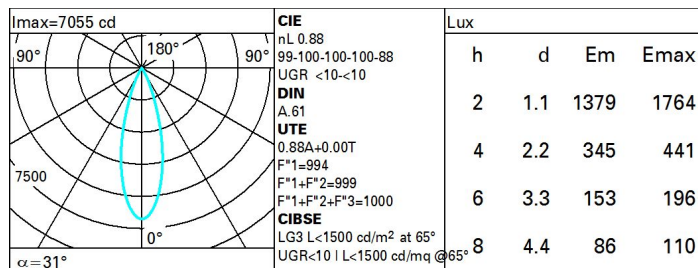 Imax=7055 cd
90° 180° 90°
7500
0°
α=31°
CIE
nL 0.88
99-100-100-100-88
UGR <10-<10
DIN
A.61
UTE
0.88A+0.00T
F"1=994
F"1+F"2=999
F"1+F"2+F"3=1000
CIBSE
LG3 L<1500 cd/m² at 65°
UGR<10 | L<1500 cd/mq @65°
Lux
h d Em Emax
2 1.1 1379 1764
4 2.2 345 441
6 3.3 153 196
8 4.4 86 110